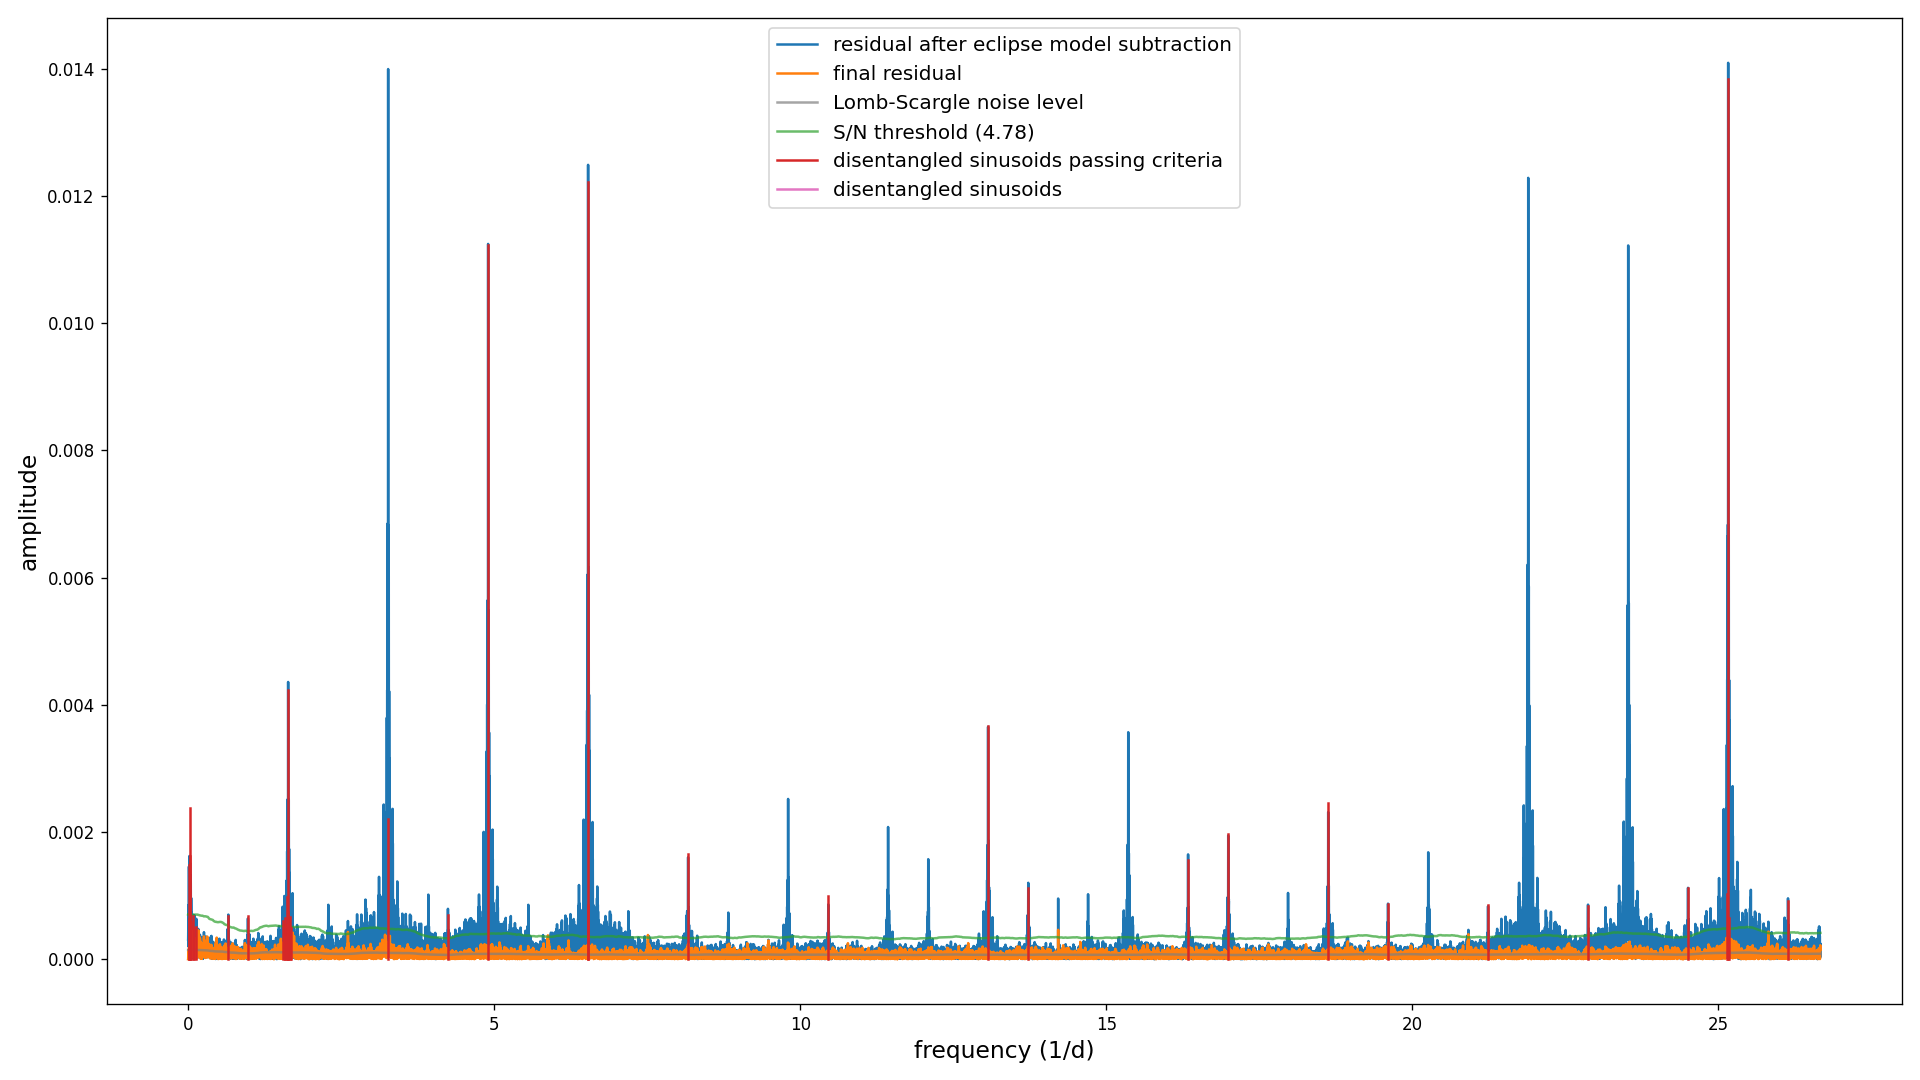 residual after eclipse model subtraction
final residual
Lomb-Scargle noise level
S/N threshold (4.78)
disentangled sinusoids passing criteria
disentangled sinusoids
0.014
0.012
0.010
0.008
0.006
0.004
0.002
0.000
amplitude
0 5 10 15 20 25
frequency (1/d)